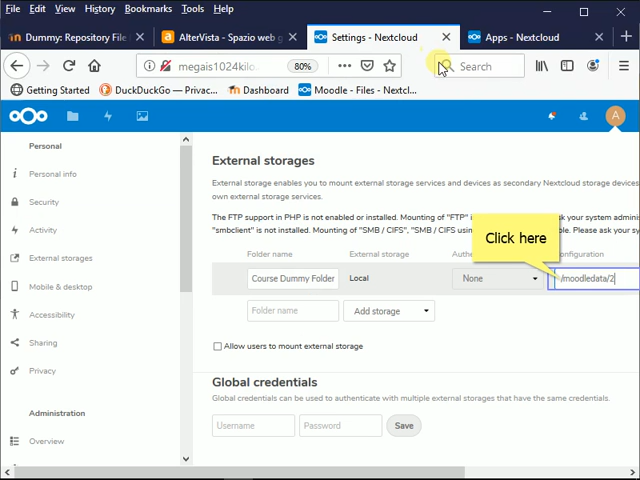 File Edit View History Bookmarks Tools Help
Dummy: Repository File
AlterVista - Spazio web g
Settings - Nextcloud
Apps - Nextcloud
megais1024kilo
80%
Search
Getting Started
DuckDuckGo — Privac...
Dashboard
Moodle - Files - Nextcl...
A
Personal
Personal info
Security
Activity
External storages
Mobile & desktop
Accessibility
Sharing
Privacy
Administration
Overview
External storages
External storage enables you to mount external storage services and devices as secondary Nextcloud storage devices
own external storage services.
The FTP support in PHP is not enabled or installed. Mounting of "FTP" i
ask your system adminis
"smbclient" is not installed. Mounting of "SMB / CIFS", "SMB / CIFS usin
Please ask your sy
Click here
Folder name
External storage
Authe
onfiguration
Course Dummy Folder
Local
None
/moodledata/2
Folder name
Add storage
Allow users to mount external storage
Global credentials
Global credentials can be used to authenticate with multiple external storages that have the same credentials.
Username
Password
Save